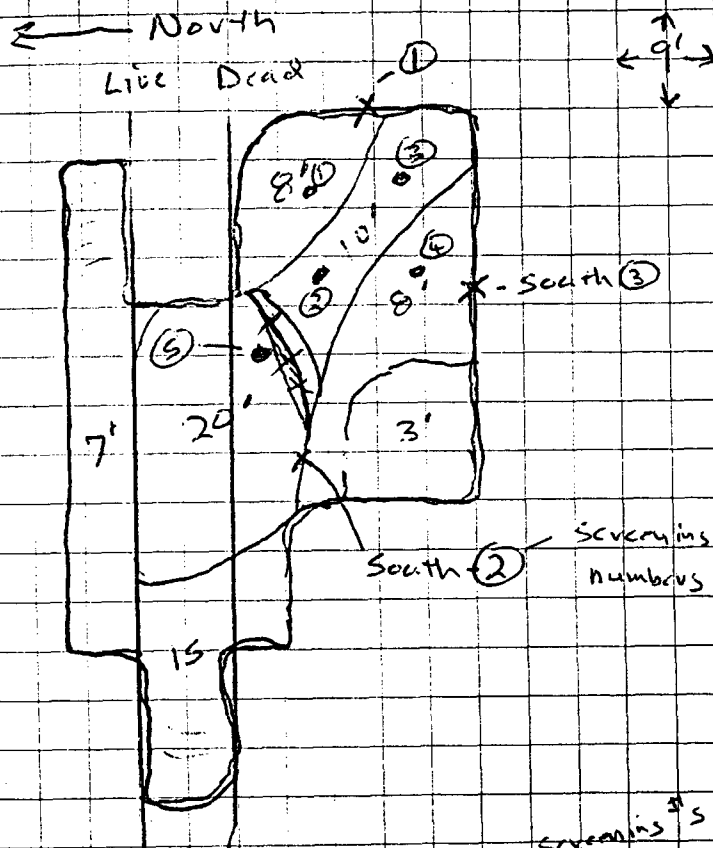 North
9'
Live Dead
①
8' ①
③
10'
④
②
8'
South ③
⑤
20'
7'
3'
South - ② screening
numbers
15
screening #'s